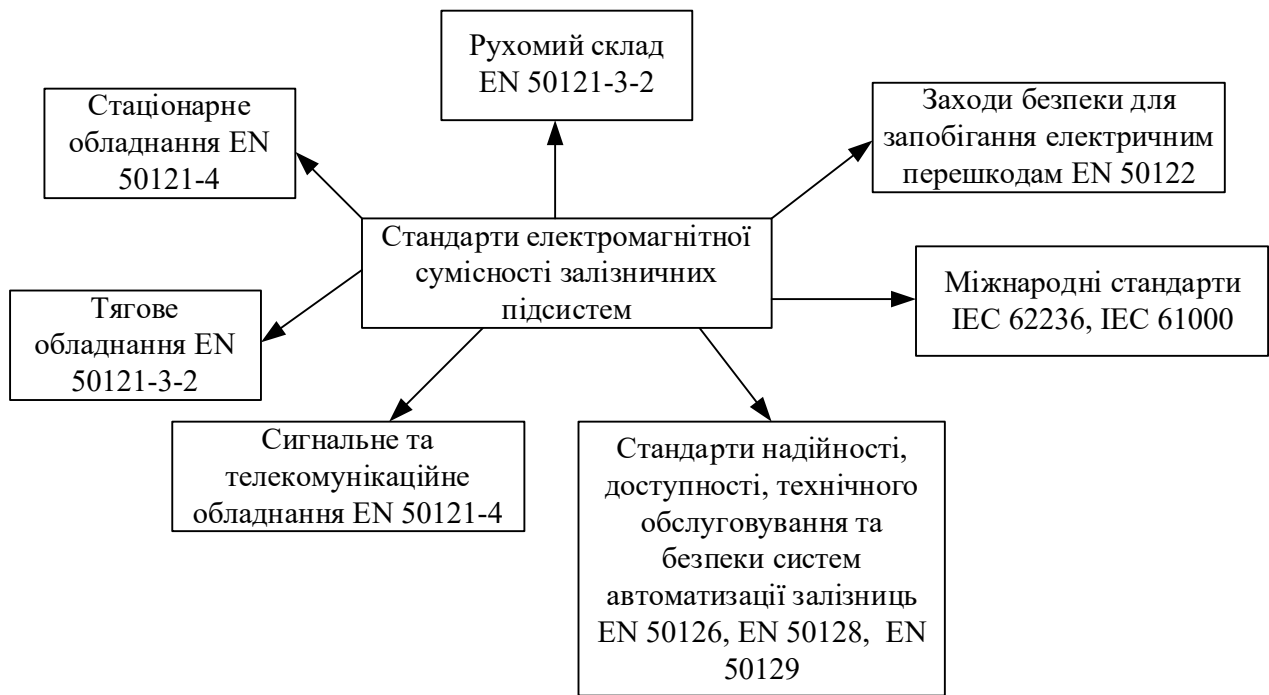 Рухомий склад
EN 50121-3-2
Стаціонарне
обладнання EN
50121-4
Заходи безпеки для
запобігання електричним
перешкодам EN 50122
Стандарти електромагнітної
сумісності залізничних
підсистем
Міжнародні стандарти
IEC 62236, IEC 61000
Тягове
обладнання EN
50121-3-2
Сигнальне та
телекомунікаційне
обладнання EN 50121-4
Стандарти надійності,
доступності, технічного
обслуговування та
безпеки систем
автоматизації залізниць
EN 50126, EN 50128, EN
50129